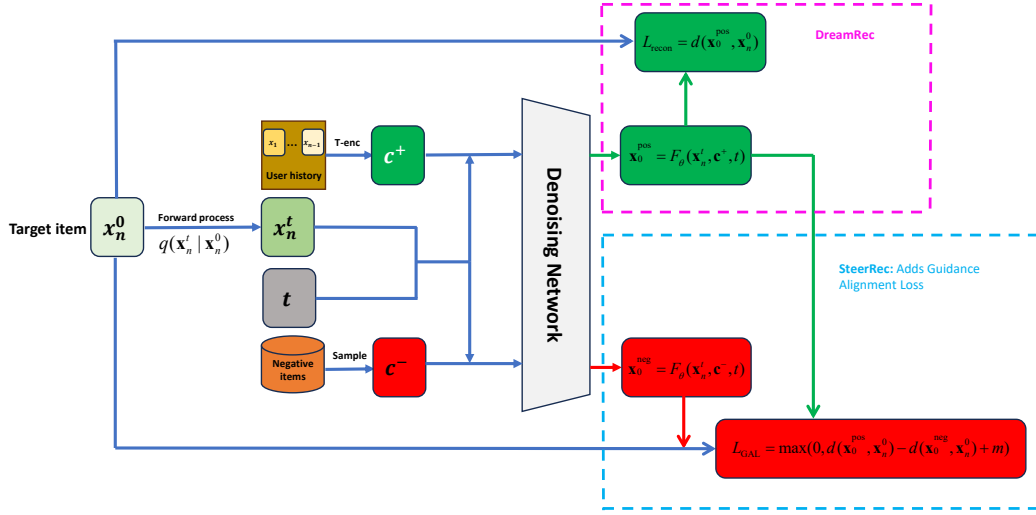 DreamRec
L_recon = d(x_0^pos, x_n^0)
x_1 ... x_{n-1}
User history
T-enc
c^+
x_0^pos = F_θ(x_n^t, c^+, t)
Target item
x_n^0
Forward process
q(x_n^t | x_n^0)
x_n^t
t
Denoising Network
SteerRec: Adds Guidance
Alignment Loss
Negative
items
Sample
c^-
x_0^neg = F_θ(x_n^t, c^-, t)
L_GAL = max(0, d(x_0^pos, x_n^0) − d(x_0^neg, x_n^0) + m)